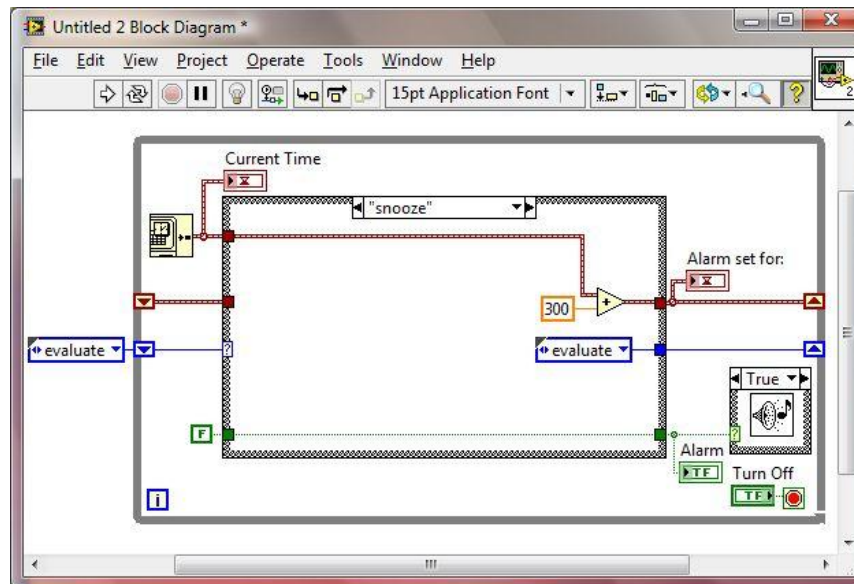 Untitled 2 Block Diagram *
File Edit View Project Operate Tools Window Help
15pt Application Font
2
Current Time
"snooze"
Alarm set for:
300
evaluate
evaluate
?
True
F
?
Alarm
TF
Turn Off
TF
i